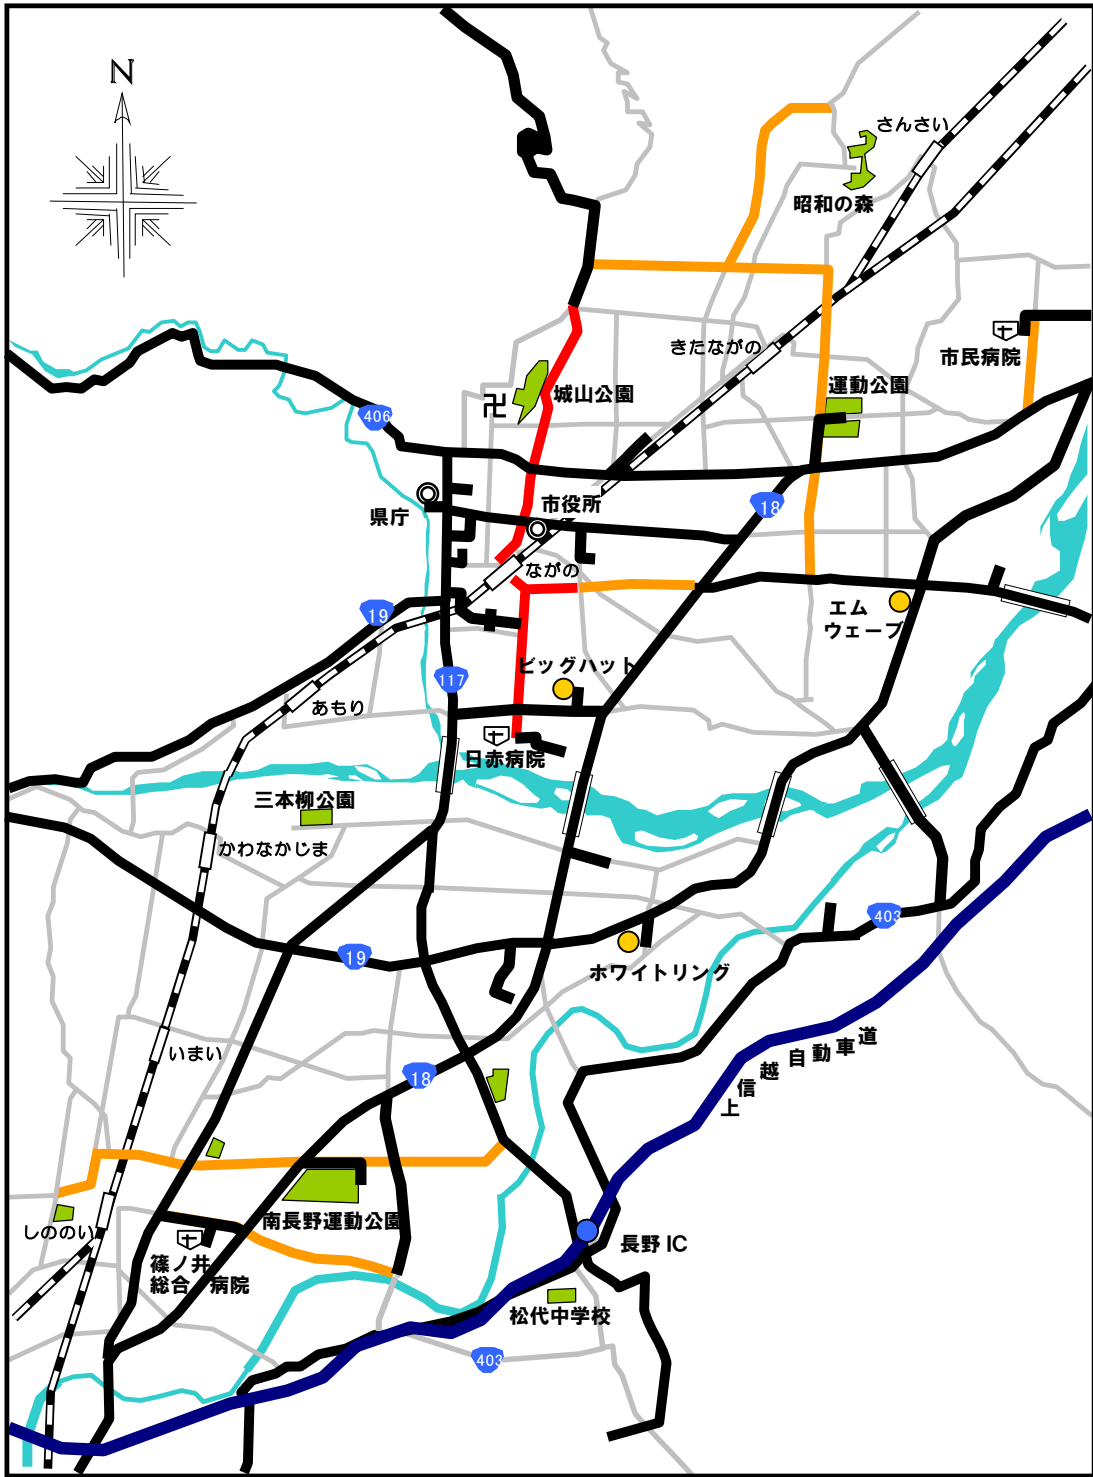 N
さんさい
昭和の森
きたながの
市民病院
運動公園
城山公園
卍
406
市役所
県庁
18
ながの
エム
ウェーブ
19
ビッグハット
117
あもり
日赤病院
三本柳公園
かわなかじま
403
19
ホワイトリング
上信越自動車道
いまい
18
南長野運動公園
しののい
長野IC
篠ノ井
総合病院
松代中学校
403